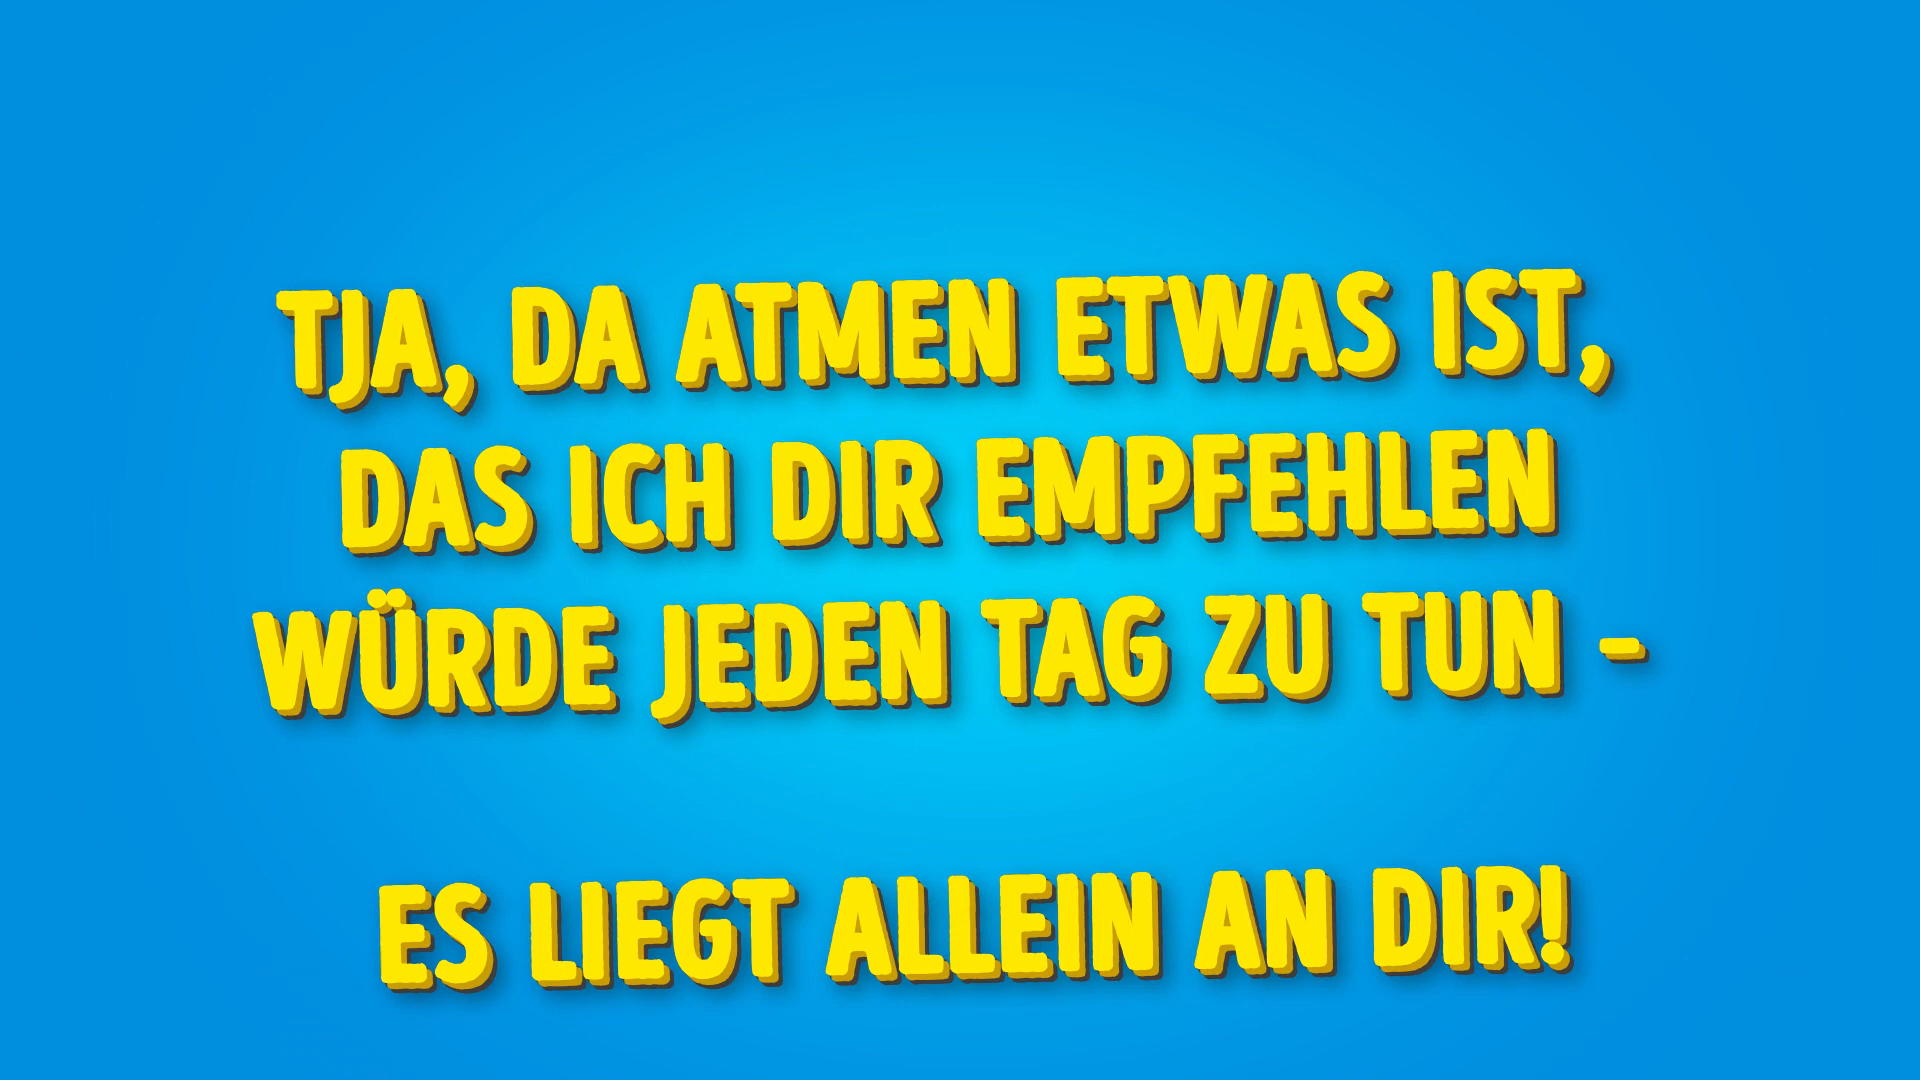 TJA, DA ATMEN ETWAS IST,
DAS ICH DIR EMPFEHLEN
WÜRDE JEDEN TAG ZU TUN -
ES LIEGT ALLEIN AN DIR!